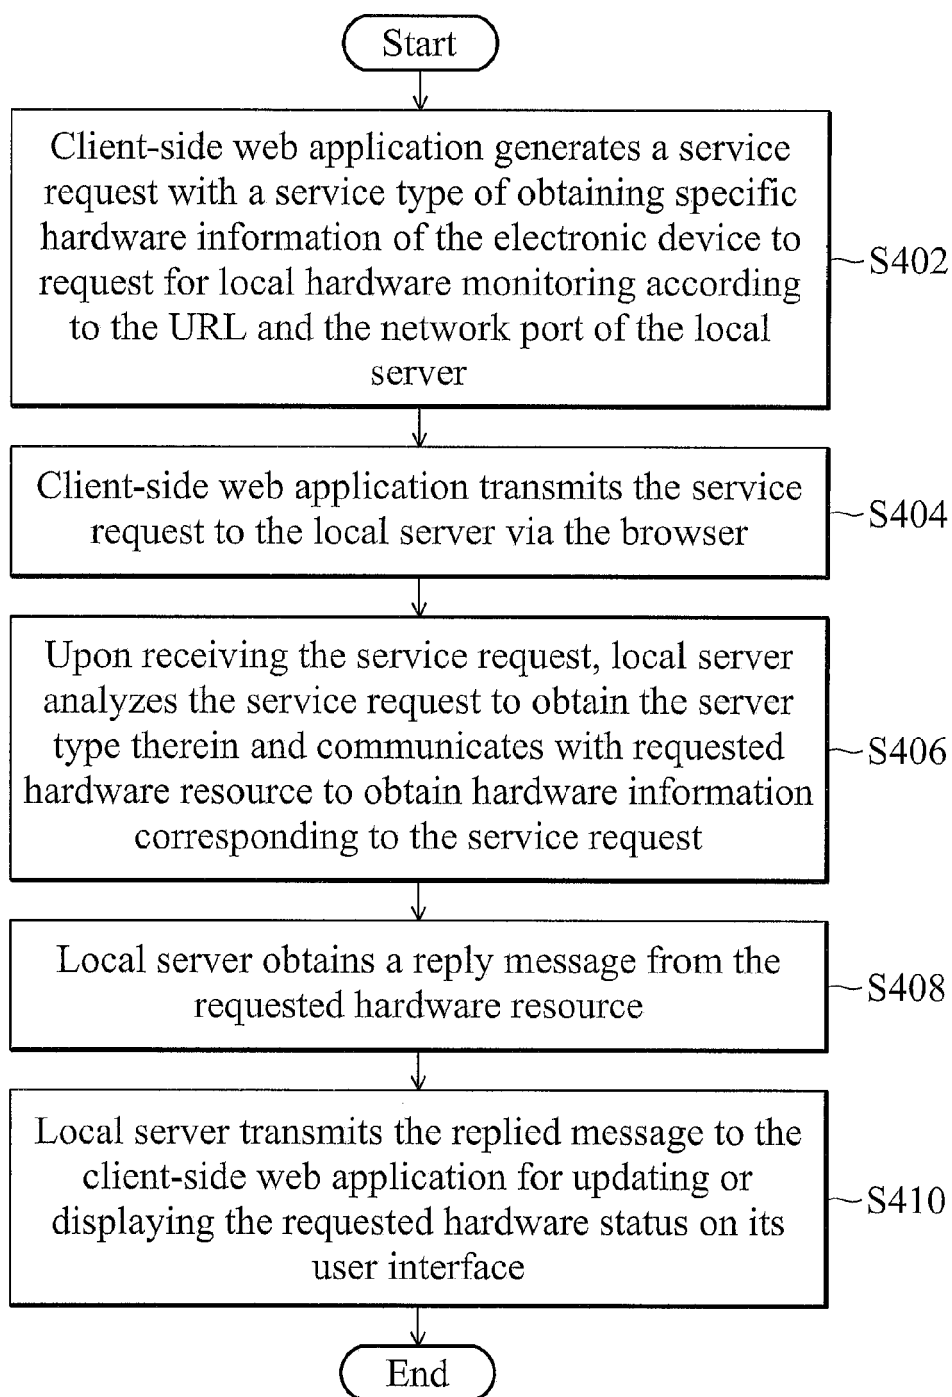 Start
Client-side web application generates a service
request with a service type of obtaining specific
hardware information of the electronic device to
request for local hardware monitoring according
to the URL and the network port of the local
server
S402
Client-side web application transmits the service
request to the local server via the browser
S404
Upon receiving the service request, local server
analyzes the service request to obtain the server
type therein and communicates with requested
hardware resource to obtain hardware information
corresponding to the service request
S406
Local server obtains a reply message from the
requested hardware resource
S408
Local server transmits the replied message to the
client-side web application for updating or
displaying the requested hardware status on its
user interface
S410
End